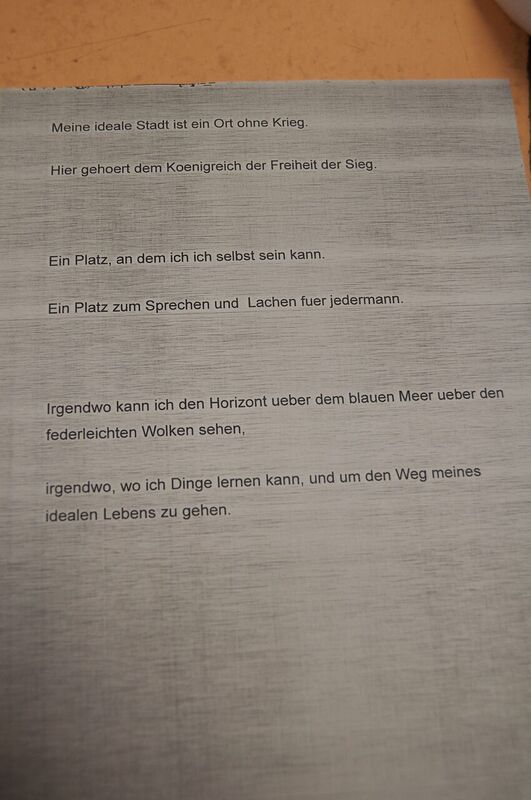 Meine ideale Stadt ist ein Ort ohne Krieg.
Hier gehoert dem Koenigreich der Freiheit der Sieg.
Ein Platz, an dem ich ich selbst sein kann.
Ein Platz zum Sprechen und  Lachen fuer jedermann.
Irgendwo kann ich den Horizont ueber dem blauen Meer ueber den
federleichten Wolken sehen,
irgendwo, wo ich Dinge lernen kann, und um den Weg meines
idealen Lebens zu gehen.